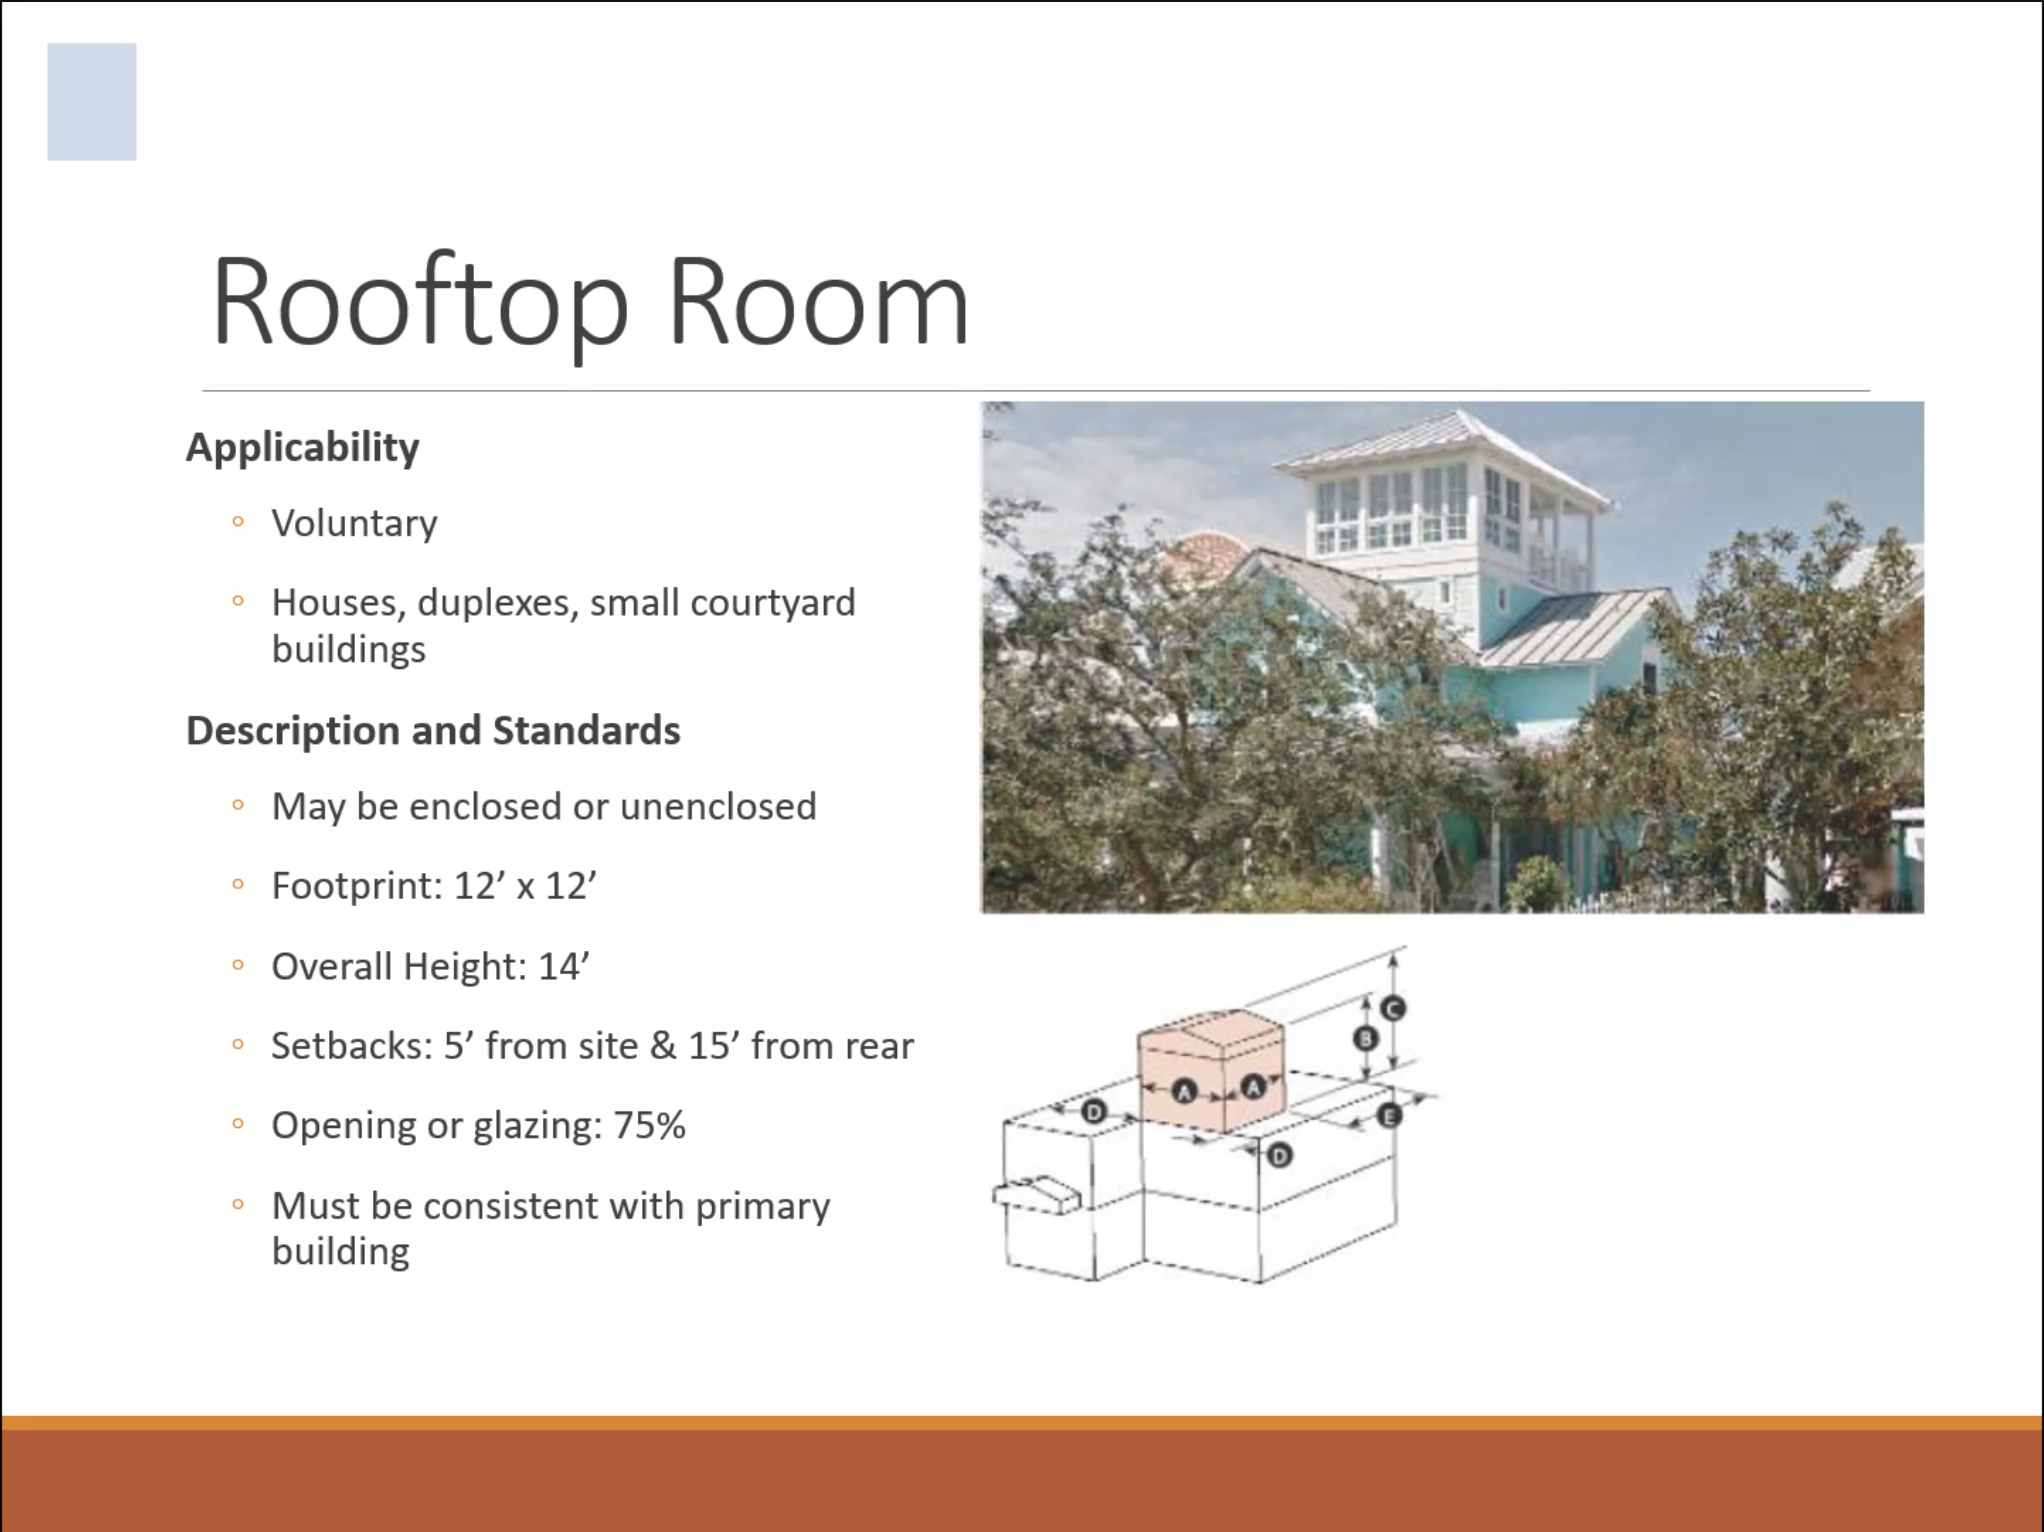 Rooftop Room
Applicability
Voluntary
Houses, duplexes, small courtyard
buildings
Description and Standards
May be enclosed or unenclosed
Footprint: 12’ x 12’
Overall Height: 14’
Setbacks: 5’ from site & 15’ from rear
Opening or glazing: 75%
Must be consistent with primary
building
C
B
A A
D
E
D